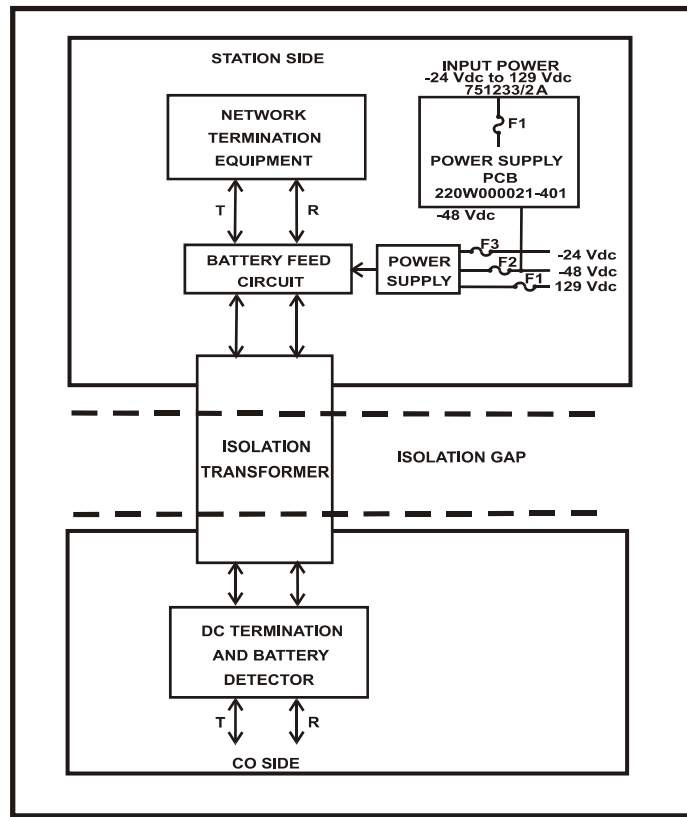 STATION SIDE
INPUT POWER
-24 Vdc to 129 Vdc
751233/2A
NETWORK
TERMINATION
EQUIPMENT
F1
POWER SUPPLY
PCB
220W000021-401
-48 Vdc
T
R
BATTERY FEED
CIRCUIT
POWER
SUPPLY
F3
-24 Vdc
F2
-48 Vdc
F1
129 Vdc
ISOLATION
TRANSFORMER
ISOLATION GAP
DC TERMINATION
AND BATTERY
DETECTOR
T
R
CO SIDE